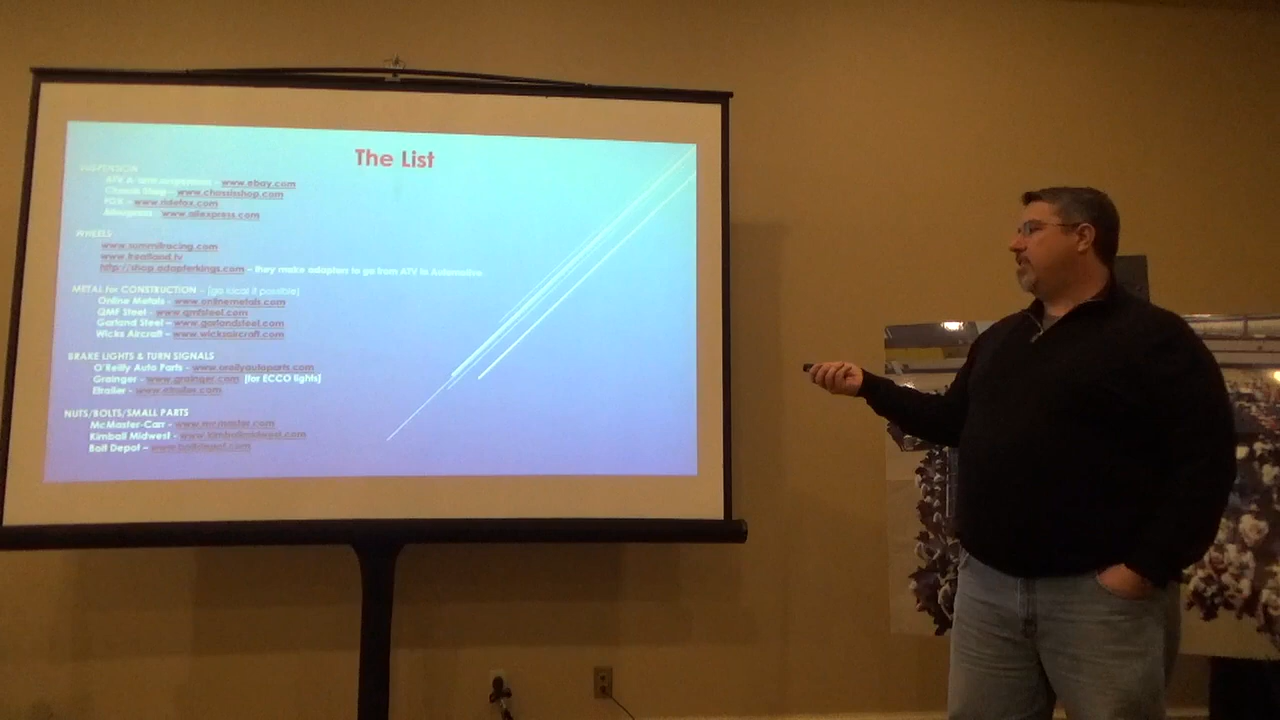 The List
SUSPENSION
ATV A-arm suspension - www.ebay.com
Chassis Shop - www.chassisshop.com
FOX - www.ridefox.com
Aliexpress - www.aliexpress.com
WHEELS
www.summitracing.com
www.itsatland.tv
http://shop.adapterkings.com - they make adapters to go from ATV to Automotive
METAL for CONSTRUCTION - (go local if possible)
Online Metals - www.onlinemetals.com
QMF Steel - www.qmfsteel.com
Garland Steel - www.garlandsteel.com
Wicks Aircraft - www.wicksaircraft.com
BRAKE LIGHTS & TURN SIGNALS
O'Reilly Auto Parts - www.oreillyautoparts.com
Grainger - www.grainger.com (for ECCO lights)
Etrailer - www.etrailer.com
NUTS/BOLTS/SMALL PARTS
McMaster-Carr - www.mcmaster.com
Kimball Midwest - www.kimballmidwest.com
Bolt Depot – www.boltdepot.com